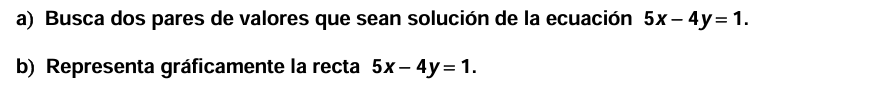 a) Busca dos pares de valores que sean solución de la ecuación 5x – 4y = 1.
b) Representa gráficamente la recta 5x – 4y = 1.